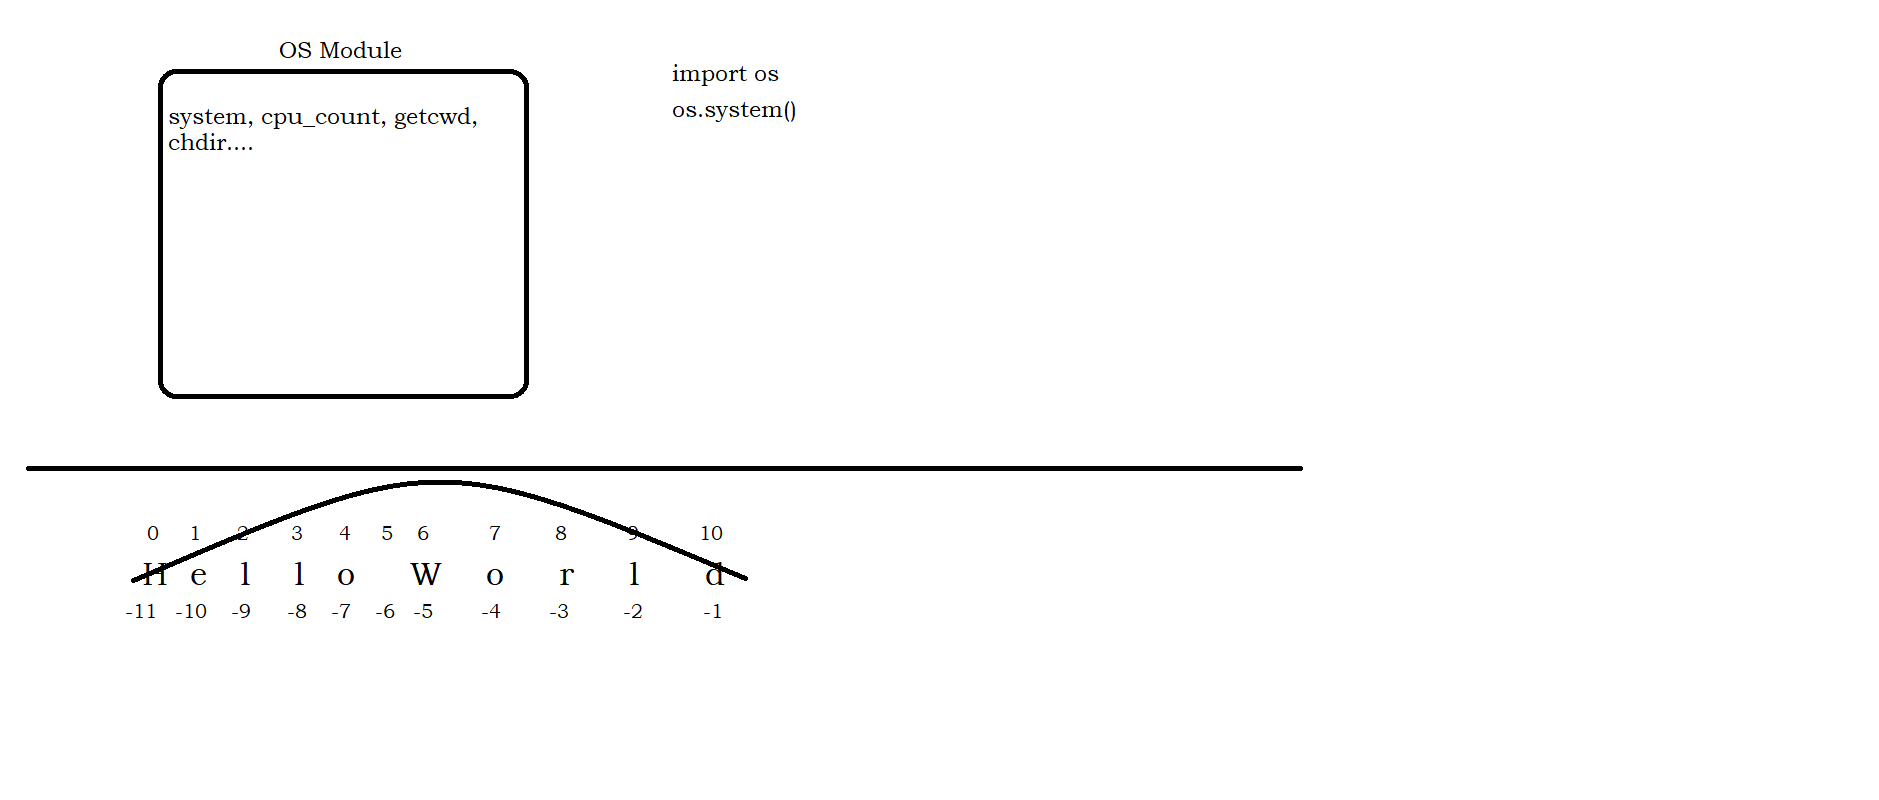 OS Module
system, cpu_count, getcwd,
chdir....
import os
os.system()
0 1 2 3 4 5 6 7 8 9 10
H e l l o W o r l d
-11 -10 -9 -8 -7 -6 -5 -4 -3 -2 -1